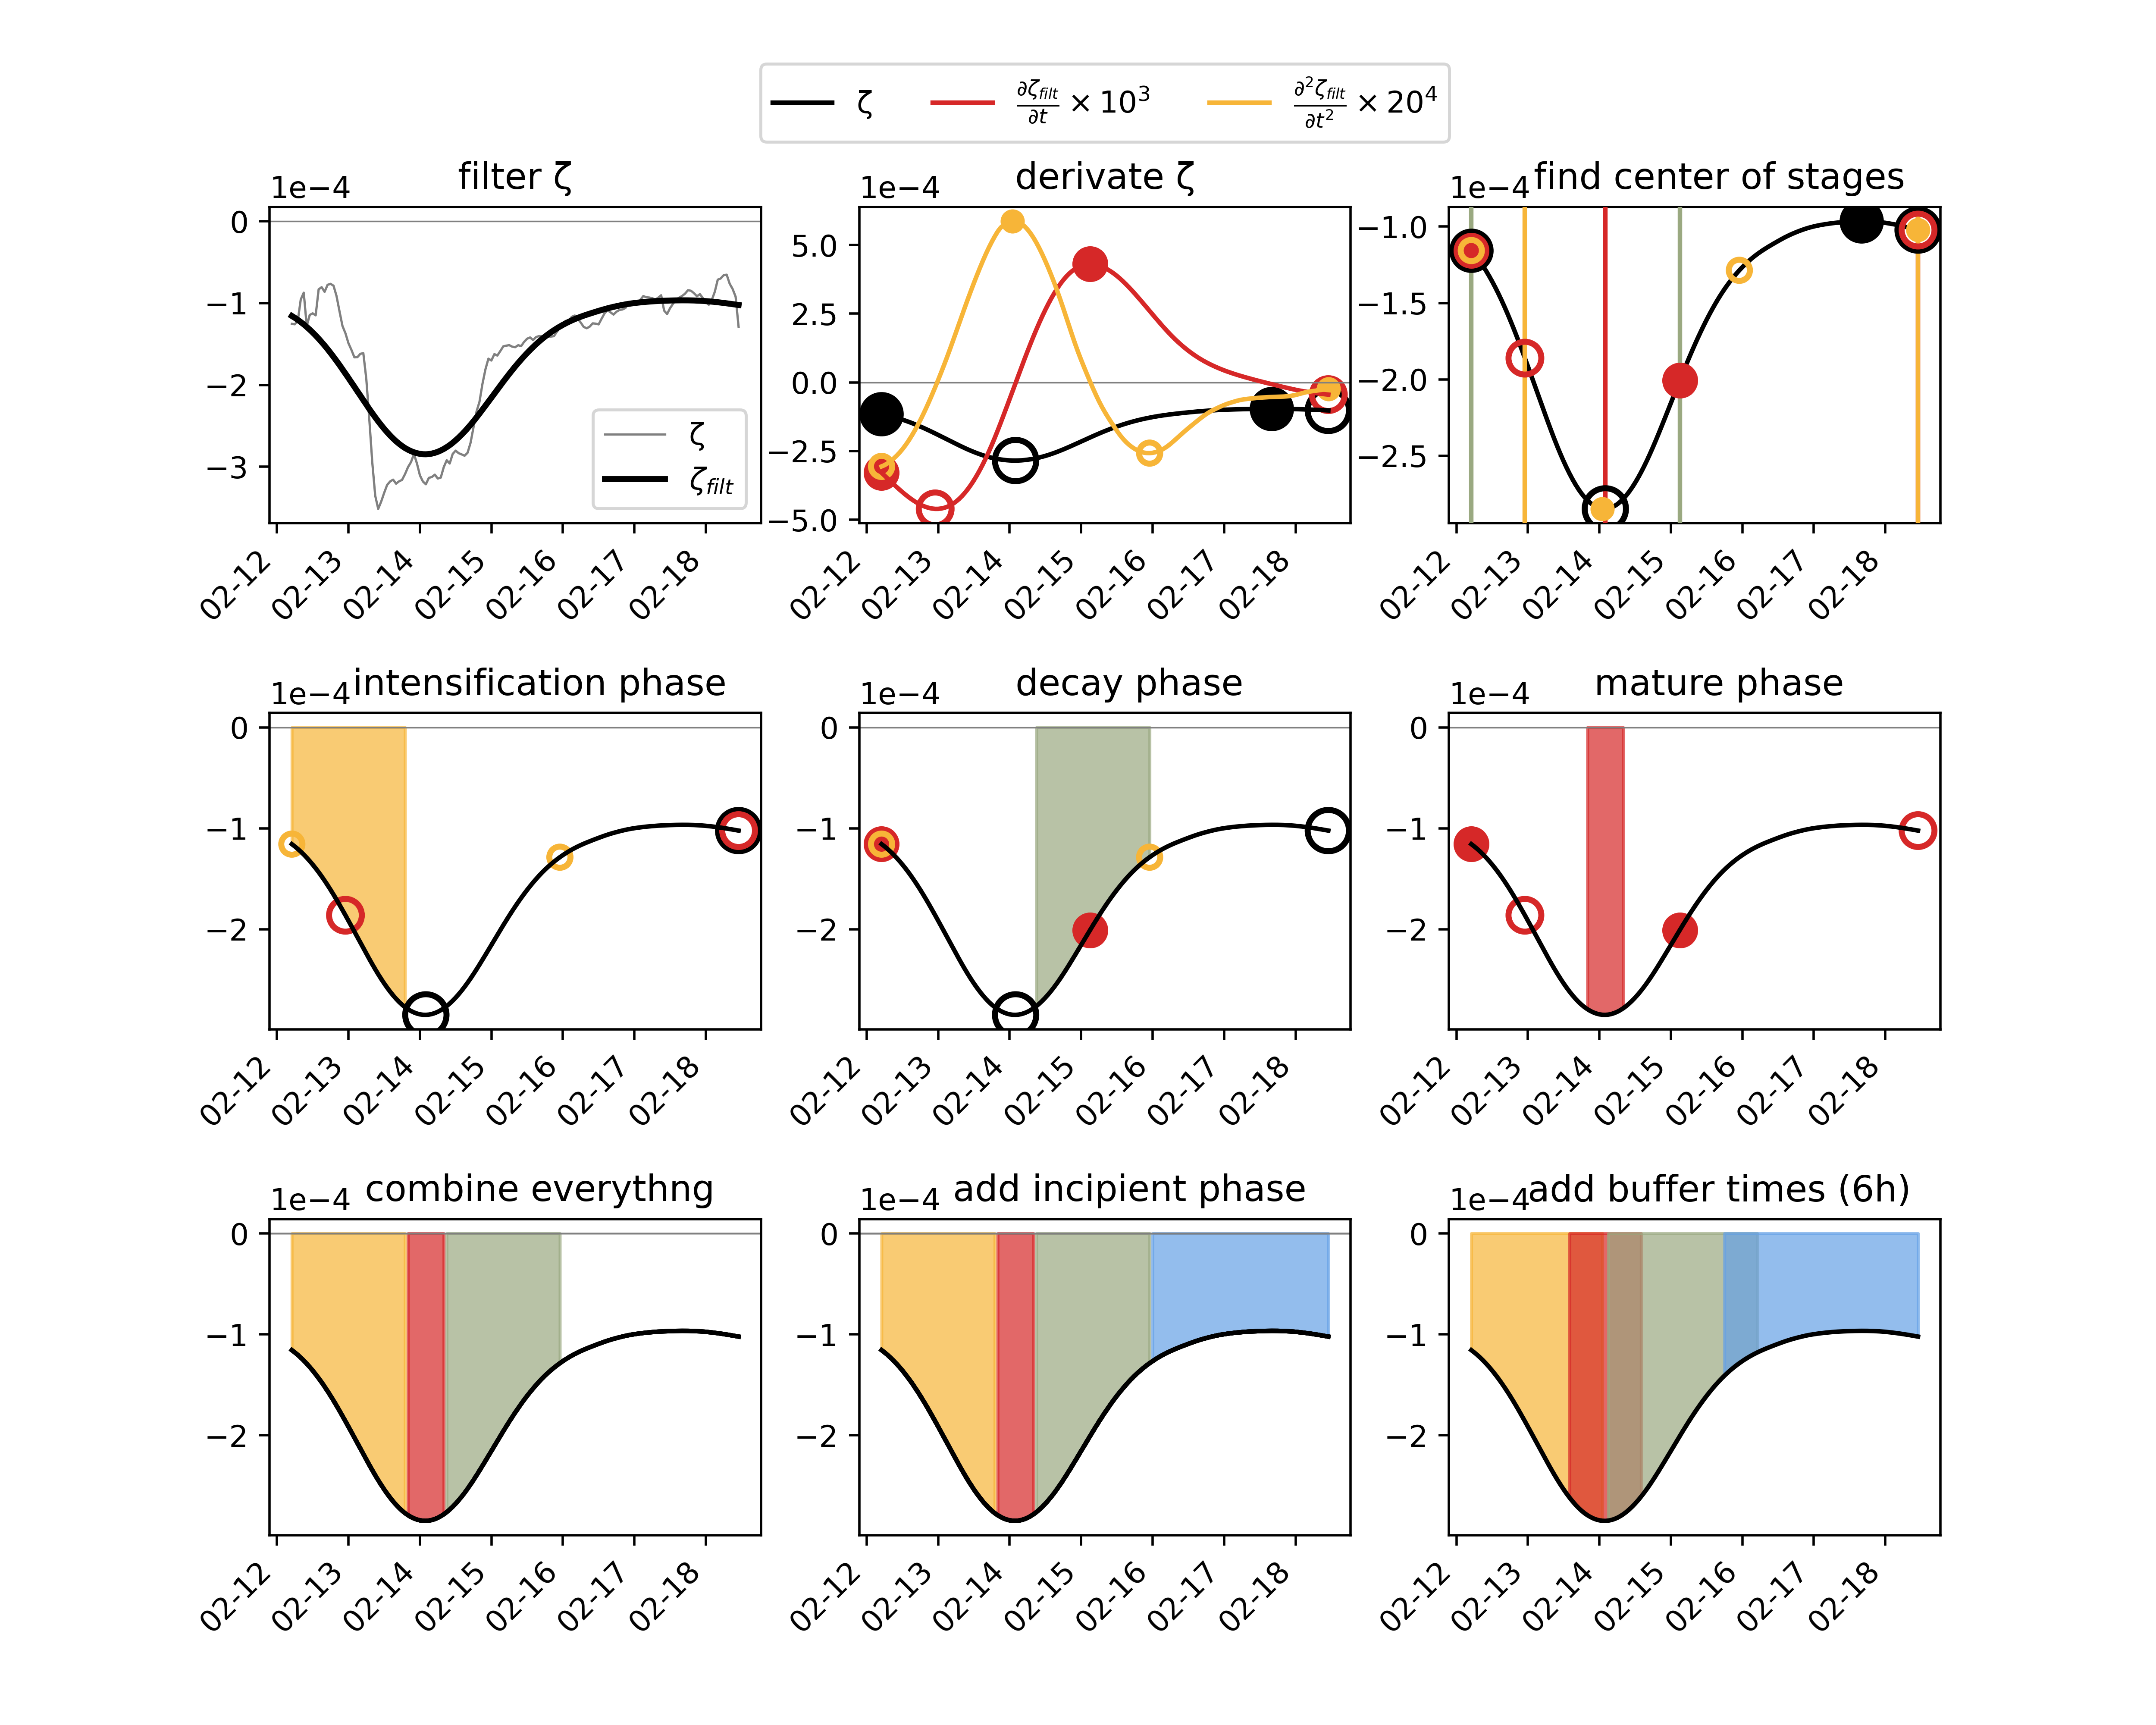 ζ ∂ζfilt/∂t × 10³ ∂²ζfilt/∂t² × 20⁴
filter ζ
1e−4
0
−1
−2
−3
ζ
ζfilt
02-12 02-13 02-14 02-15 02-16 02-17 02-18
derivate ζ
1e−4
5.0
2.5
0.0
−2.5
−5.0
02-12 02-13 02-14 02-15 02-16 02-17 02-18
find center of stages
1e−4
−1.0
−1.5
−2.0
−2.5
02-12 02-13 02-14 02-15 02-16 02-17 02-18
intensification phase
1e−4
0
−1
−2
02-12 02-13 02-14 02-15 02-16 02-17 02-18
decay phase
1e−4
0
−1
−2
02-12 02-13 02-14 02-15 02-16 02-17 02-18
mature phase
1e−4
0
−1
−2
02-12 02-13 02-14 02-15 02-16 02-17 02-18
combine everythng
1e−4
0
−1
−2
02-12 02-13 02-14 02-15 02-16 02-17 02-18
add incipient phase
1e−4
0
−1
−2
02-12 02-13 02-14 02-15 02-16 02-17 02-18
add buffer times (6h)
1e−4
0
−1
−2
02-12 02-13 02-14 02-15 02-16 02-17 02-18